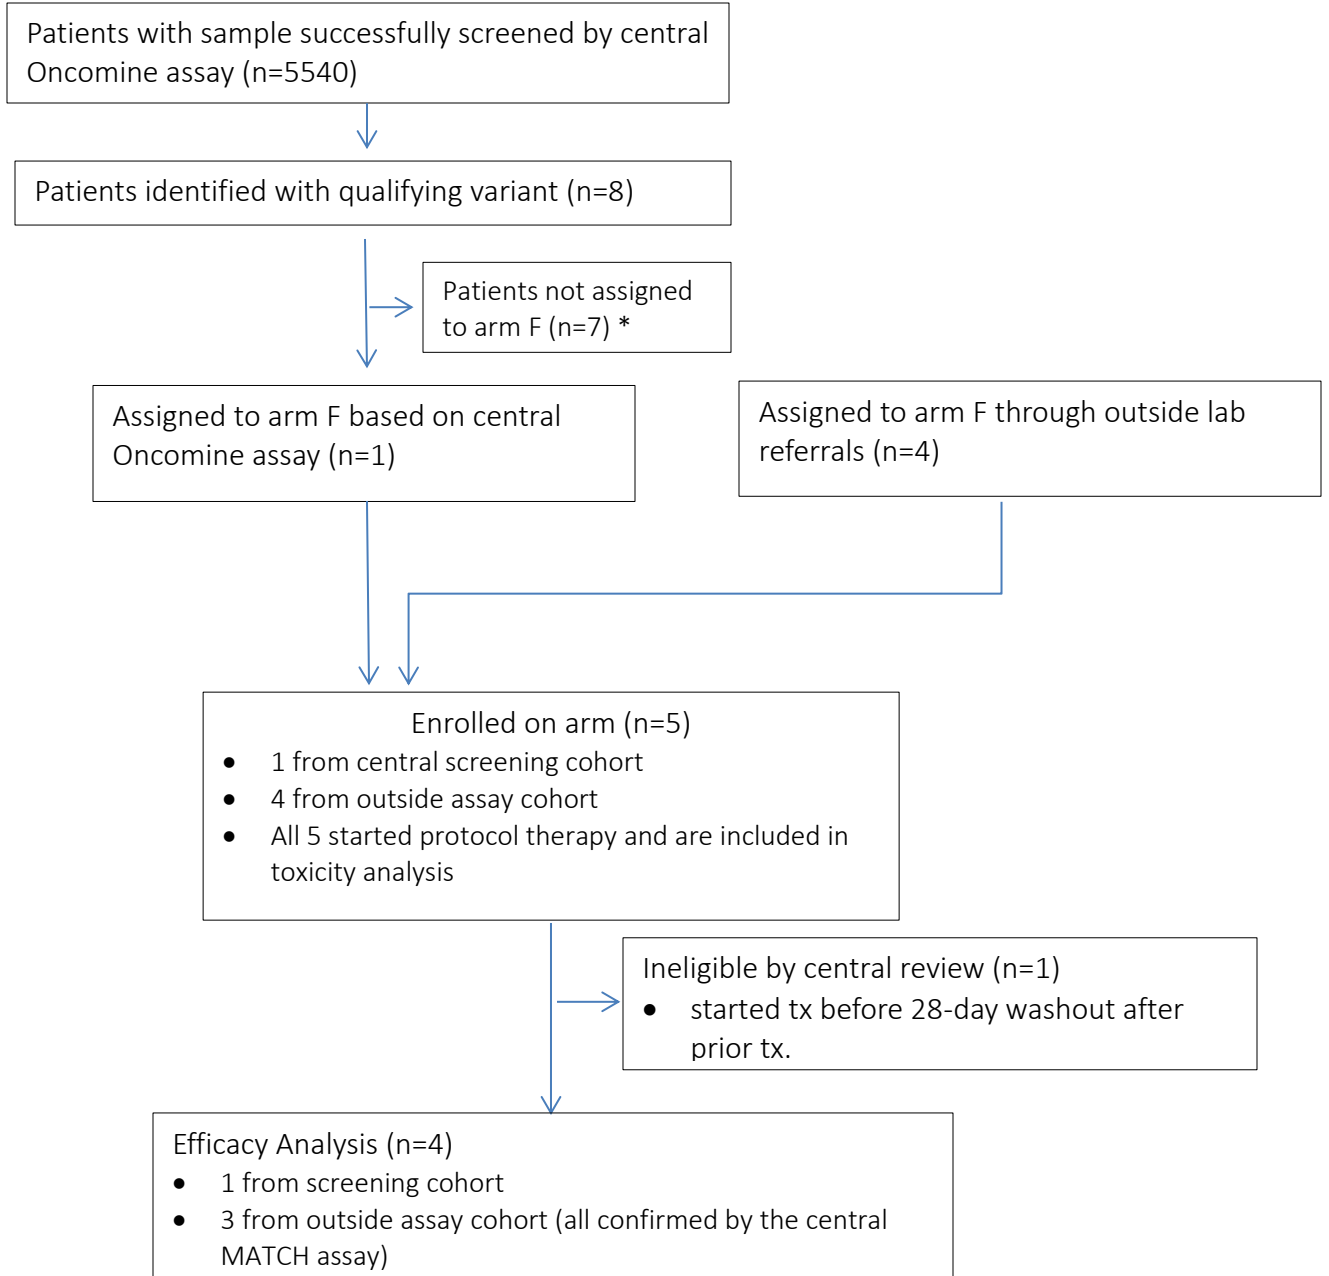 Patients with sample successfully screened by central
Oncomine assay (n=5540)
Patients identified with qualifying variant (n=8)
Patients not assigned
to arm F (n=7) *
Assigned to arm F based on central
Oncomine assay (n=1)
Assigned to arm F through outside lab
referrals (n=4)
Enrolled on arm (n=5)
• 1 from central screening cohort
• 4 from outside assay cohort
• All 5 started protocol therapy and are included in
toxicity analysis
Ineligible by central review (n=1)
• started tx before 28-day washout after
prior tx.
Efficacy Analysis (n=4)
• 1 from screening cohort
• 3 from outside assay cohort (all confirmed by the central
MATCH assay)